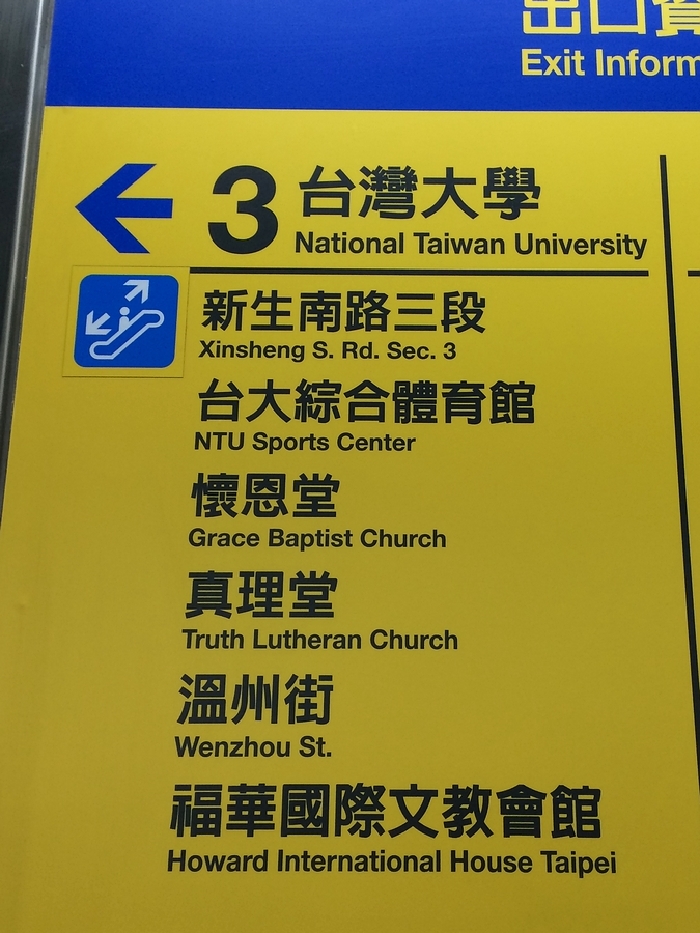 出口資
Exit Inform
3 台灣大學
National Taiwan University
新生南路三段
Xinsheng S. Rd. Sec. 3
台大綜合體育館
NTU Sports Center
懷恩堂
Grace Baptist Church
真理堂
Truth Lutheran Church
溫州街
Wenzhou St.
福華國際文教會館
Howard International House Taipei